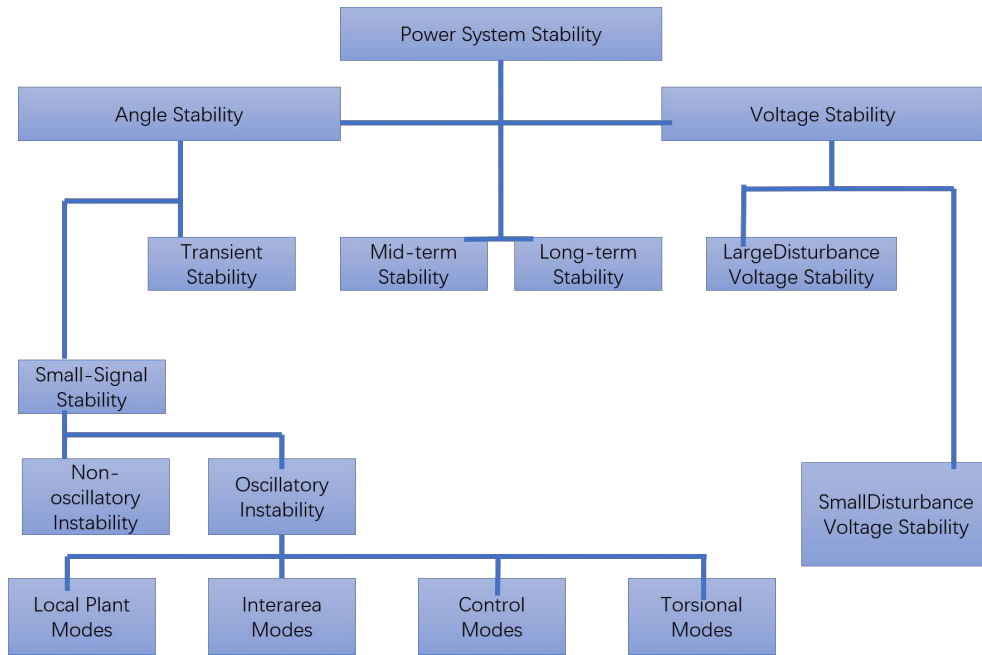 Power System Stability
Angle Stability
Voltage Stability
Transient
Stability
Mid-term
Stability
Long-term
Stability
LargeDisturbance
Voltage Stability
Small-Signal
Stability
Non-
oscillatory
Instability
Oscillatory
Instability
SmallDisturbance
Voltage Stability
Local Plant
Modes
Interarea
Modes
Control
Modes
Torsional
Modes